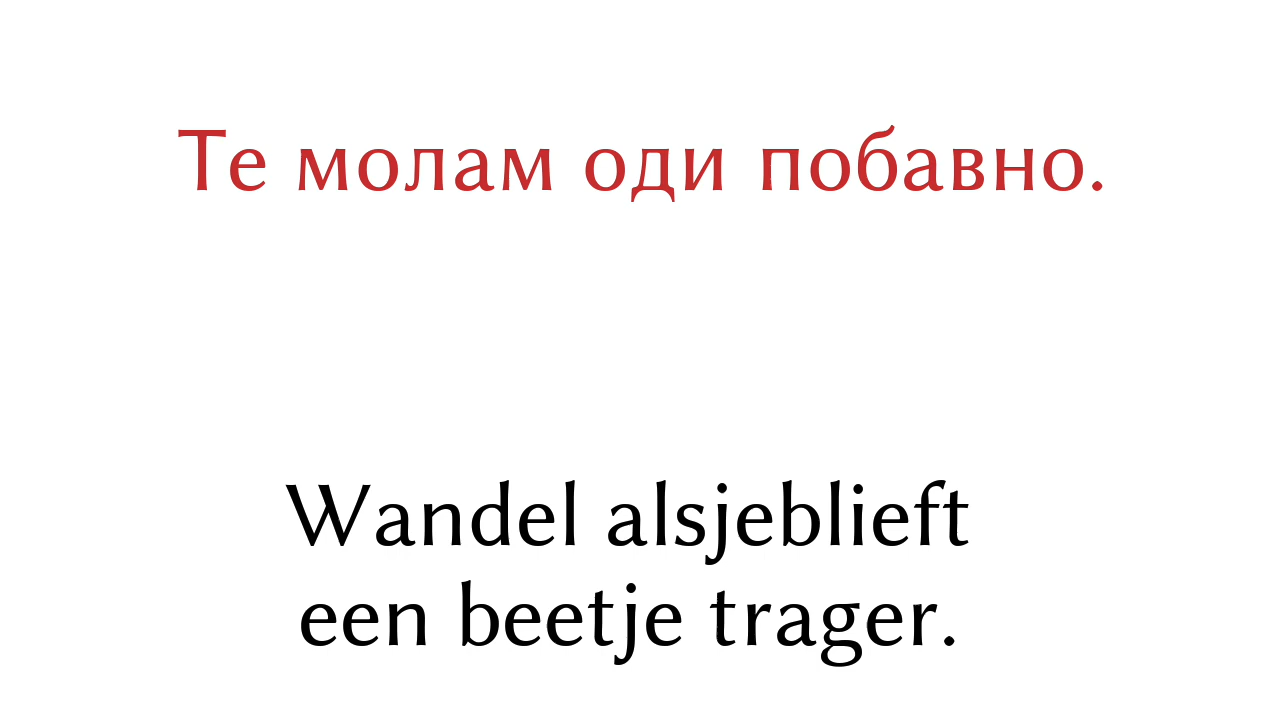 Те молам оди побавно.
Wandel alsjeblieft
een beetje trager.